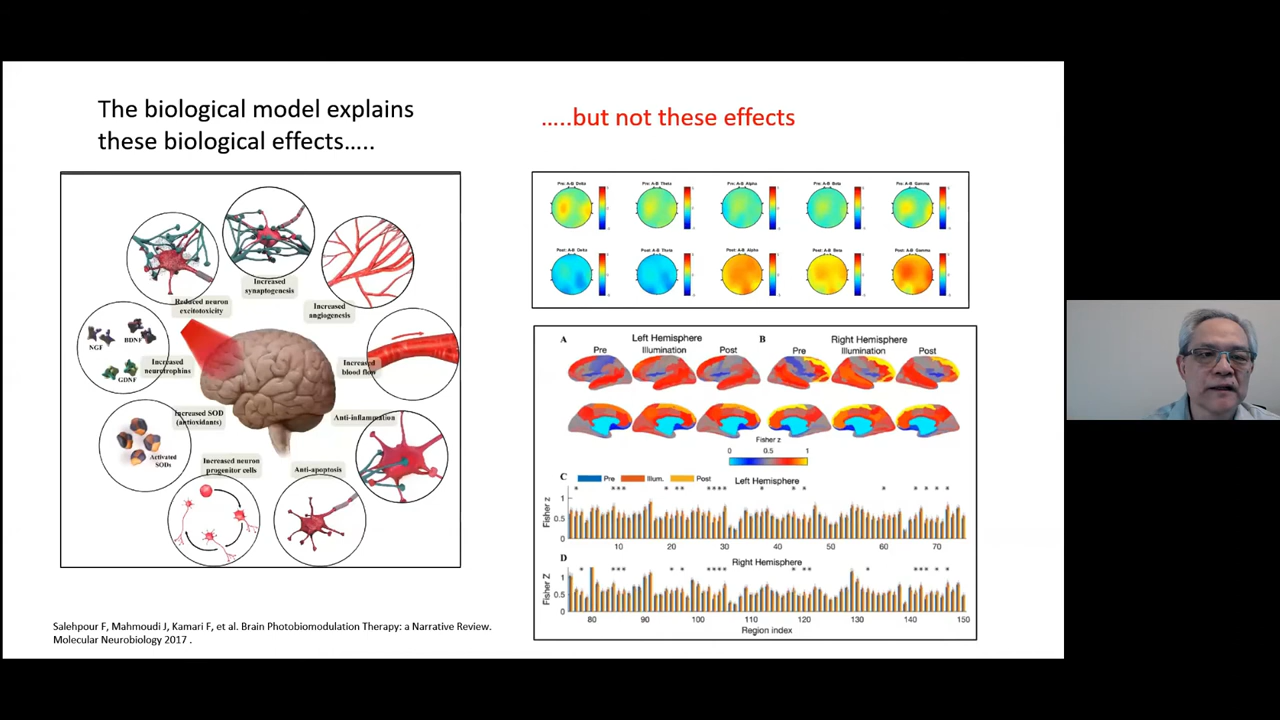 The biological model explains
these biological effects…..
…..but not these effects
Increased
synaptogenesis
Reduced neuron
excitotoxicity
Increased
angiogenesis
NGF
BDNF
GDNF
Increased
neurotrophins
Increased
blood flow
Increased SOD
(antioxidants)
Anti-inflammation
Activated
SODs
Increased neuron
progenitor cells
Anti-apoptosis
Salehpour F, Mahmoudi J, Kamari F, et al. Brain Photobiomodulation Therapy: a Narrative Review.
Molecular Neurobiology 2017 .
Pre: A-B Delta
Pre: A-B Theta
Pre: A-B Alpha
Pre: A-B Beta
Pre: A-B Gamma
Post: A-B Delta
Post: A-B Theta
Post: A-B Alpha
Post: A-B Beta
Post: A-B Gamma
A
Left Hemisphere
B
Right Hemisphere
Pre Illumination Post
Pre Illumination Post
Fisher z
0 0.5 1
C
Pre Illum. Post
Left Hemisphere
Fisher z
1
0.5
0
10 20 30 40 50 60 70
D
Right Hemisphere
Fisher Z
1
0.5
0
80 90 100 110 120 130 140 150
Region index